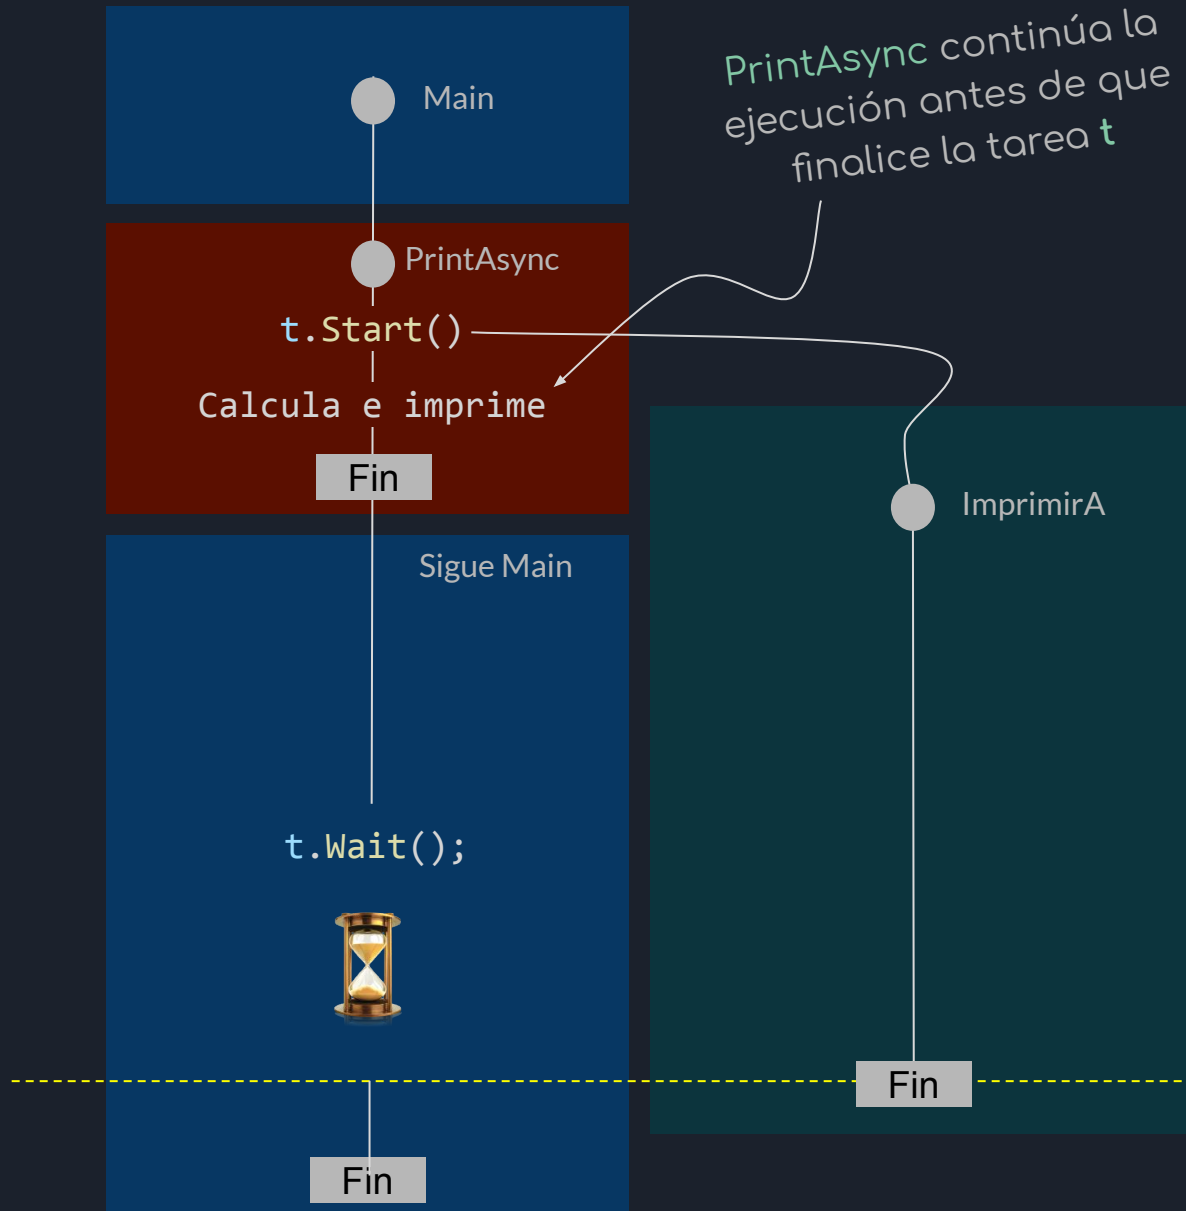 Main
PrintAsync continúa la
ejecución antes de que
finalice la tarea t
PrintAsync
t.Start()
Calcula e imprime
Fin
ImprimirA
Sigue Main
t.Wait();
Fin
Fin